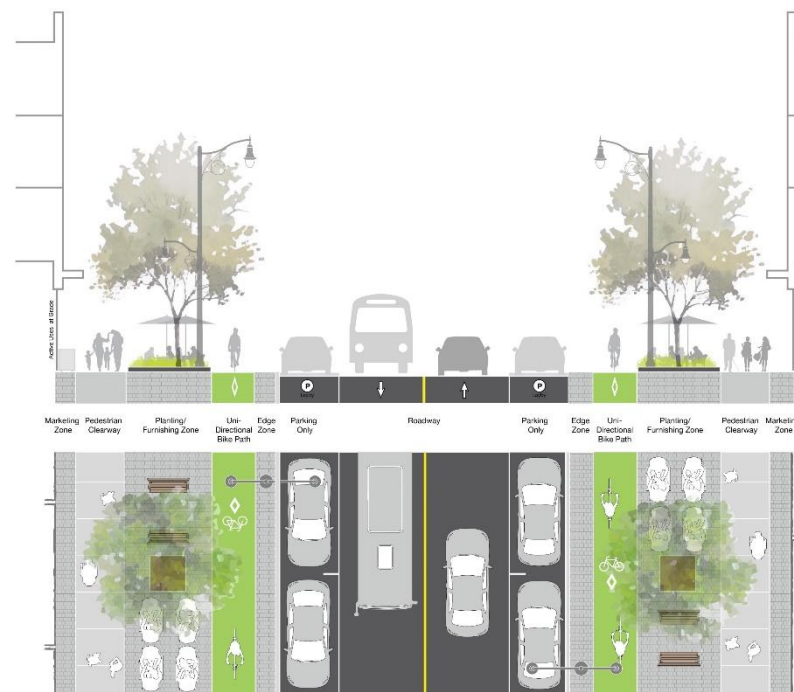 Active Uses at Grade
P
P
Marketing Zone
Pedestrian Clearway
Planting/ Furnishing Zone
Uni- Directional Bike Path
Edge Zone
Parking Only
Roadway
Parking Only
Edge Zone
Uni- Directional Bike Path
Planting/ Furnishing Zone
Pedestrian Clearway
Marketing Zone